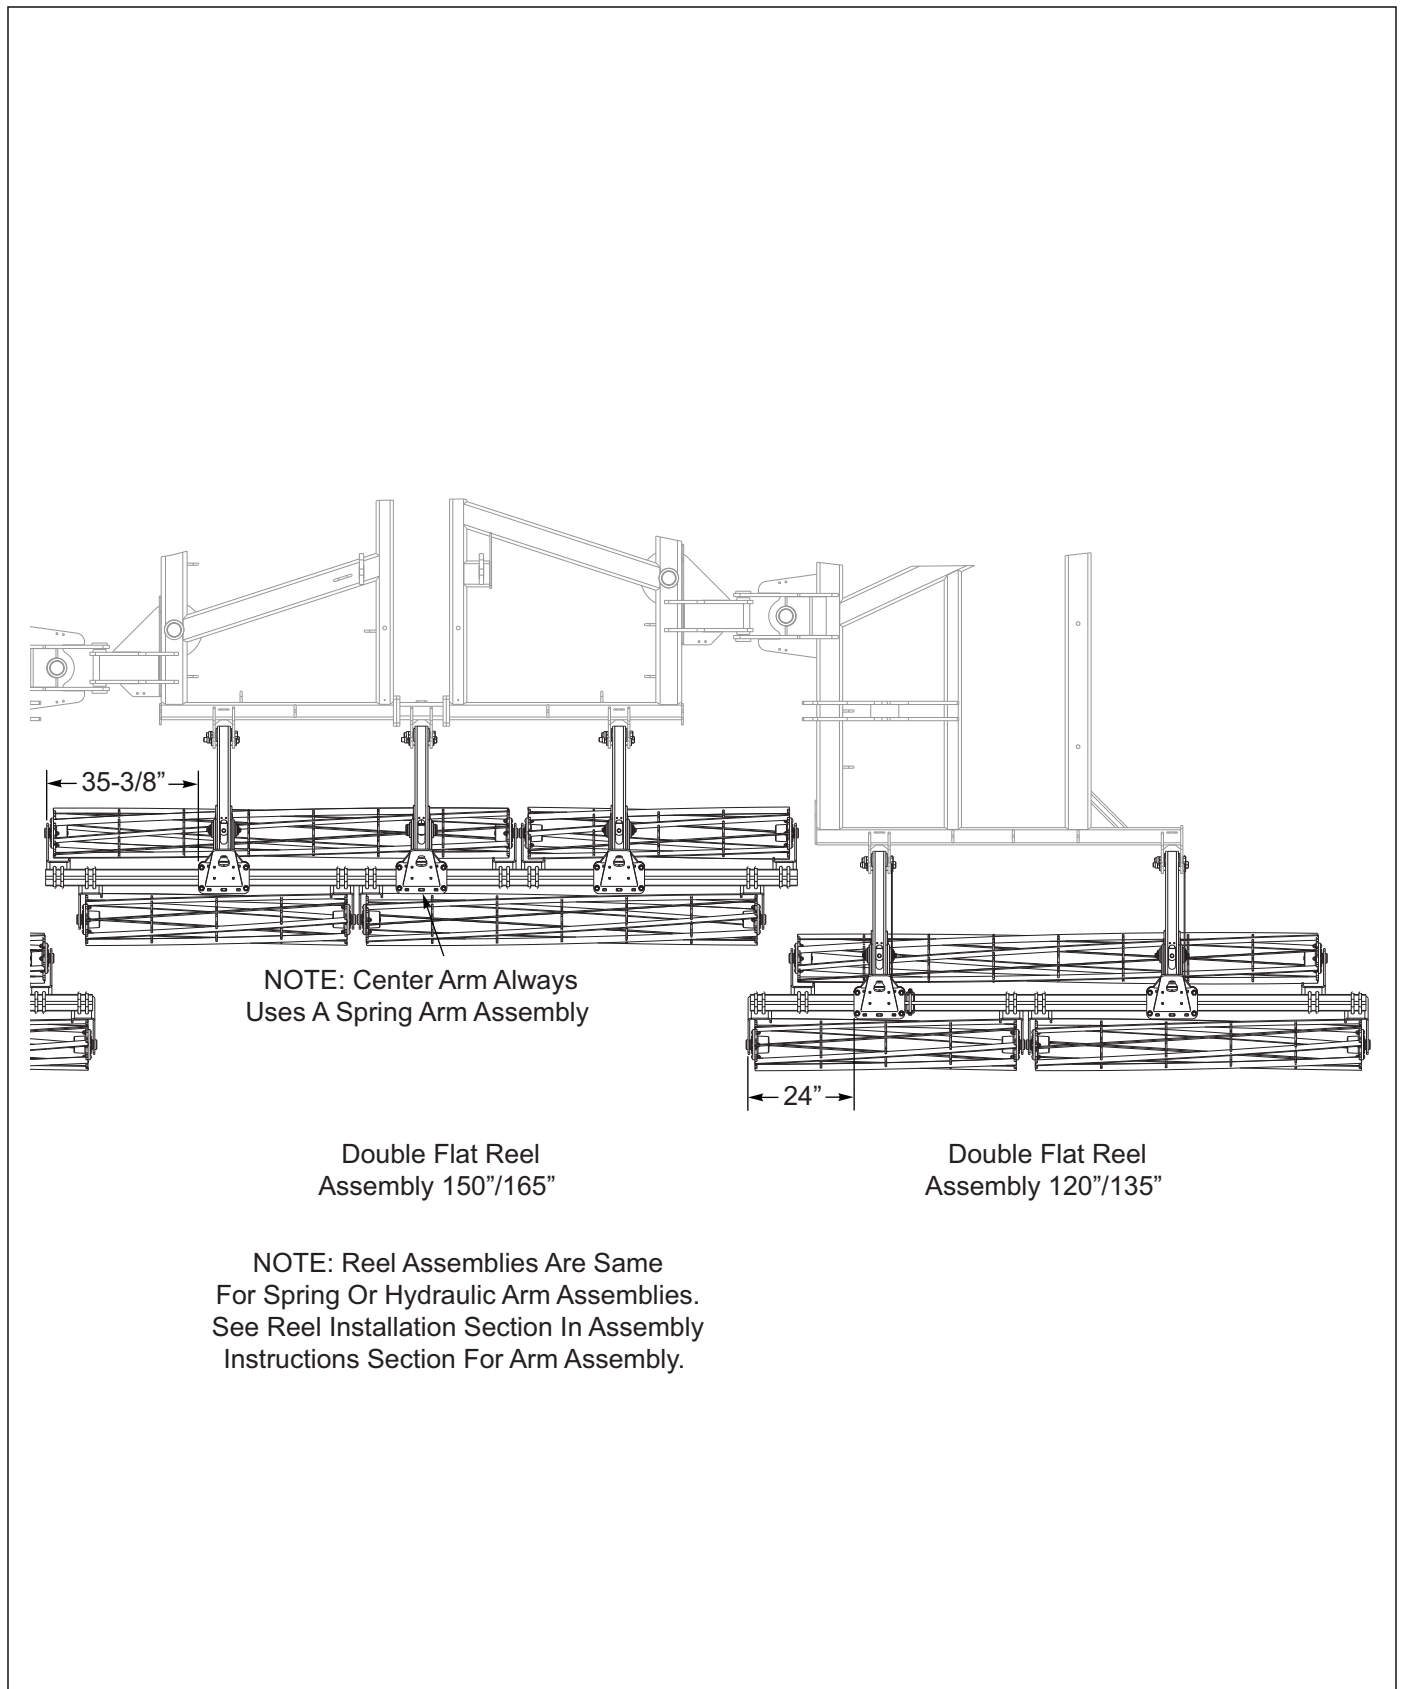 35-3/8”
NOTE: Center Arm Always
Uses A Spring Arm Assembly
24”
Double Flat Reel
Assembly 150”/165”
Double Flat Reel
Assembly 120”/135”
NOTE: Reel Assemblies Are Same
For Spring Or Hydraulic Arm Assemblies.
See Reel Installation Section In Assembly
Instructions Section For Arm Assembly.